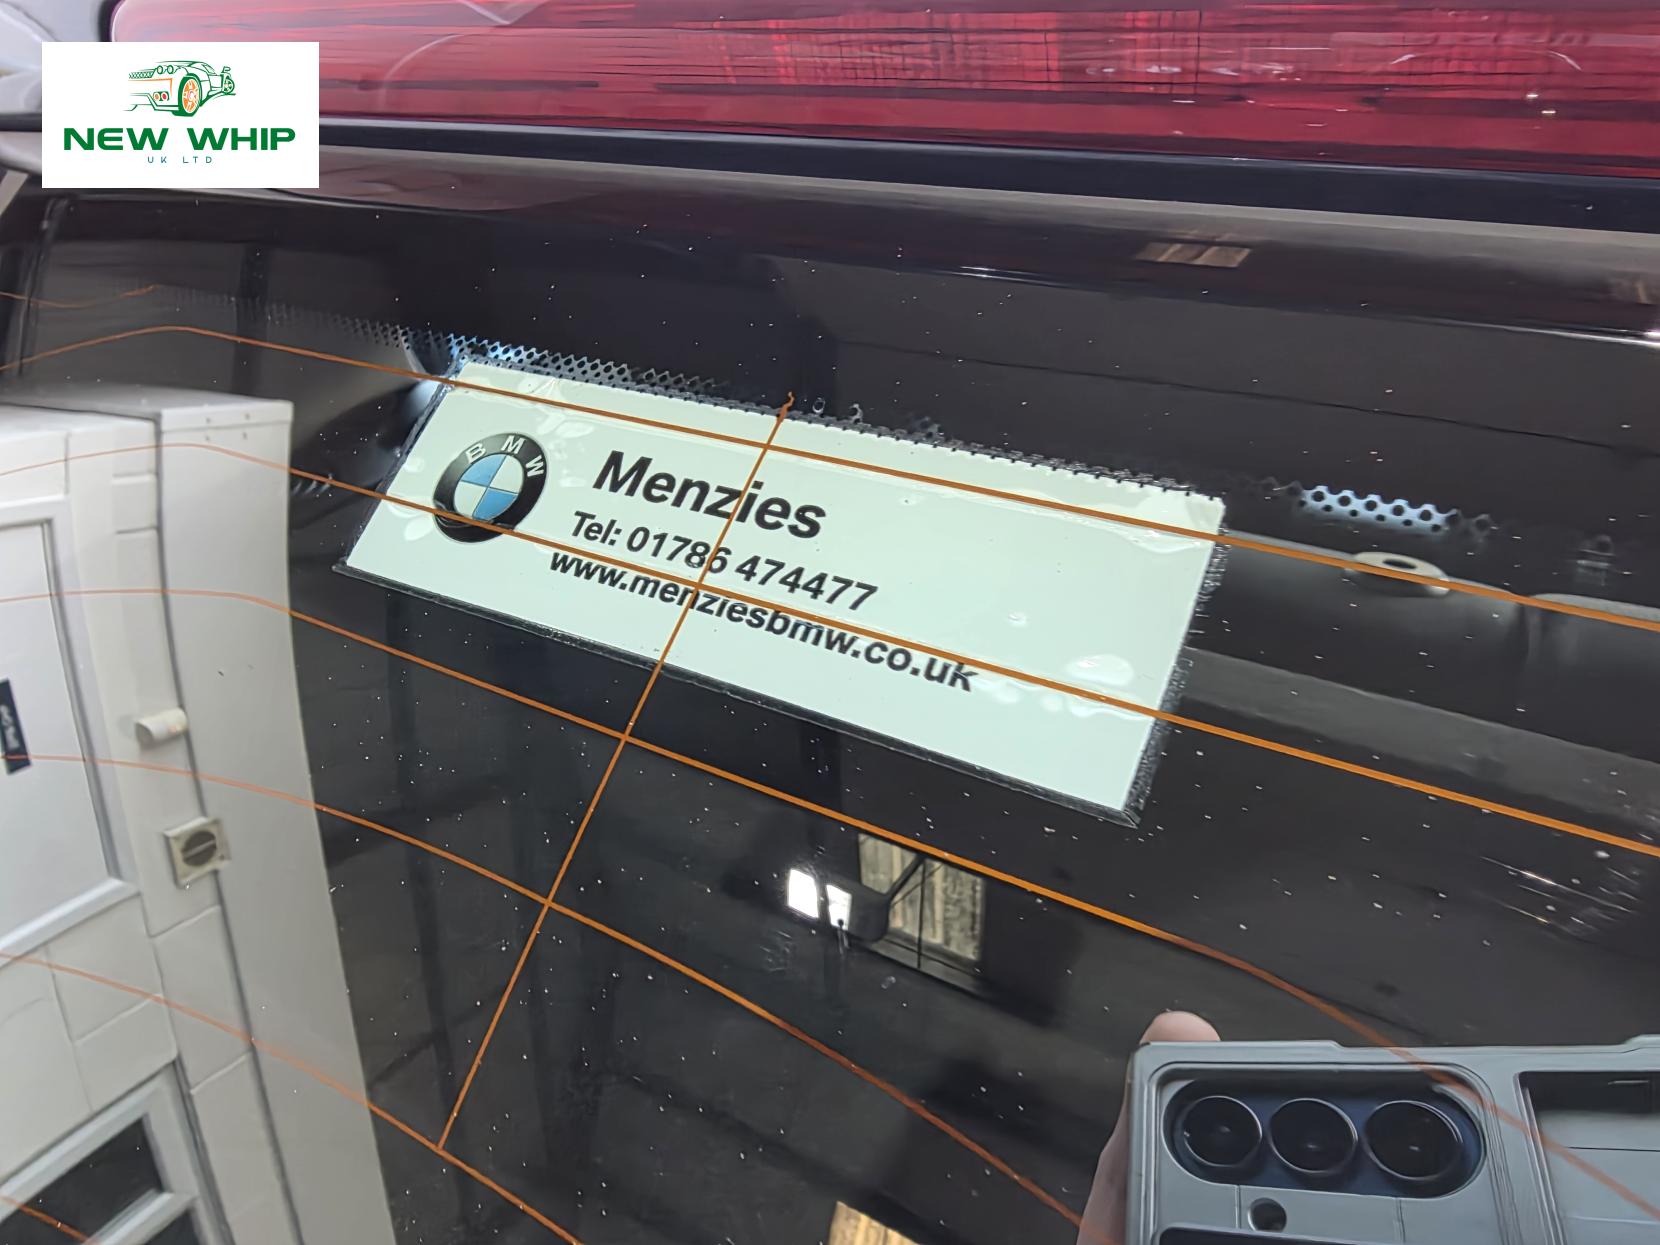 NEW WHIP
UK LTD
BMW
Menzies
Tel: 01786 474477
www.menziesbmw.co.uk